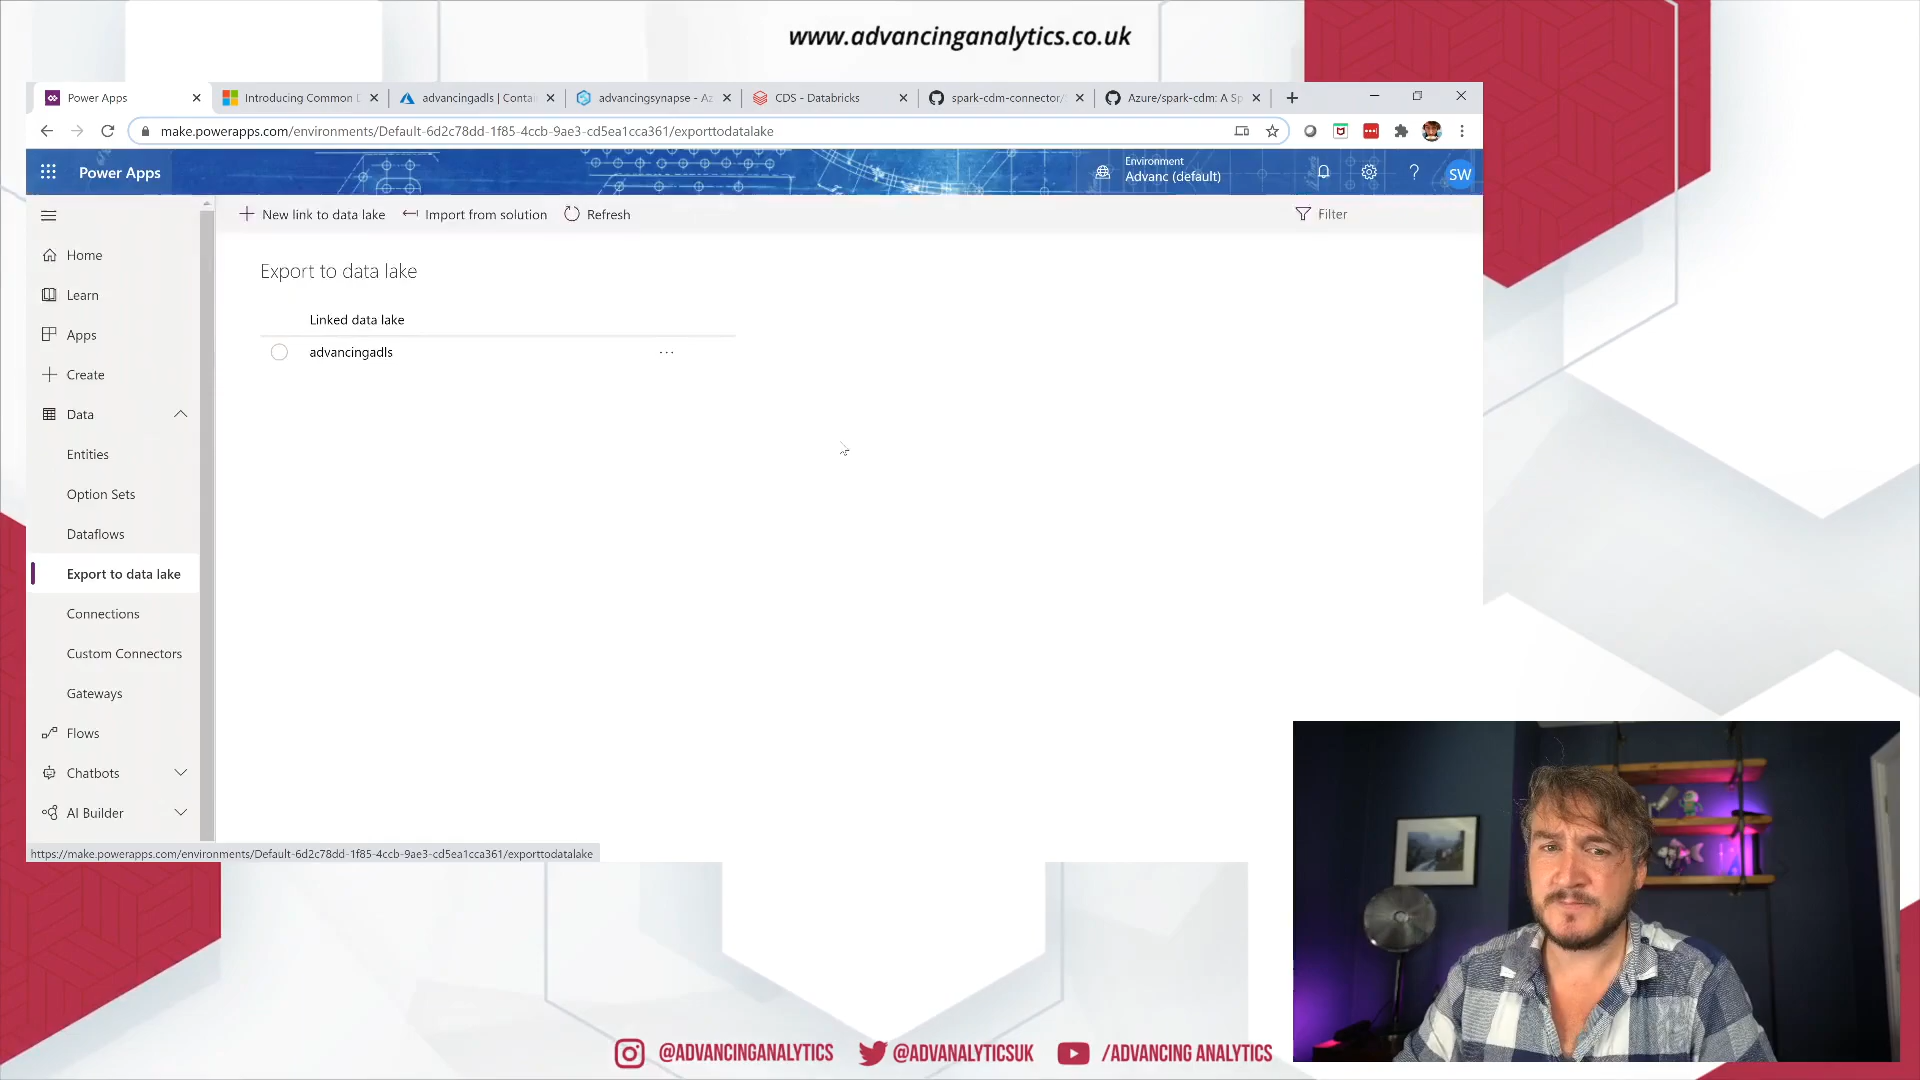 www.advancinganalytics.co.uk
Power Apps
Introducing Common D
advancingadls | Contai
advancingsynapse - Az
CDS - Databricks
spark-cdm-connector/
Azure/spark-cdm: A Sp
make.powerapps.com/environments/Default-6d2c78dd-1f85-4ccb-9ae3-cd5ea1cca361/exporttodatalake
Power Apps
Environment
Advanc (default)
?
SW
New link to data lake
Import from solution
Refresh
Filter
Home
Learn
Apps
Create
Data
Entities
Option Sets
Dataflows
Export to data lake
Connections
Custom Connectors
Gateways
Flows
Chatbots
AI Builder
Export to data lake
Linked data lake
advancingadls
...
https://make.powerapps.com/environments/Default-6d2c78dd-1f85-4ccb-9ae3-cd5ea1cca361/exporttodatalake
@ADVANCINGANALYTICS
@ADVANALYTICSUK
/ADVANCING ANALYTICS